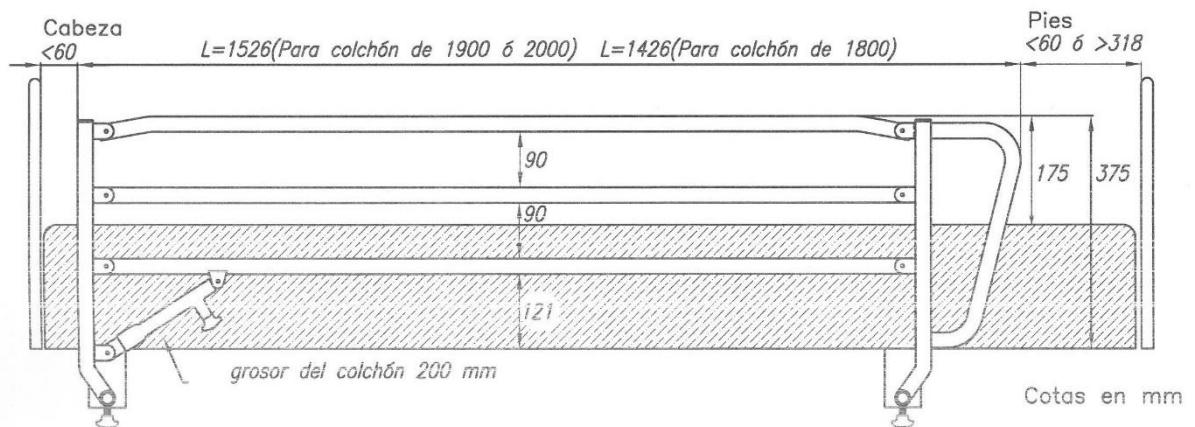 Cabeza
<60
L=1526(Para colchón de 1900 ó 2000) L=1426(Para colchón de 1800)
Pies
<60 ó >318
90
175
375
90
121
grosor del colchón 200 mm
Cotas en mm